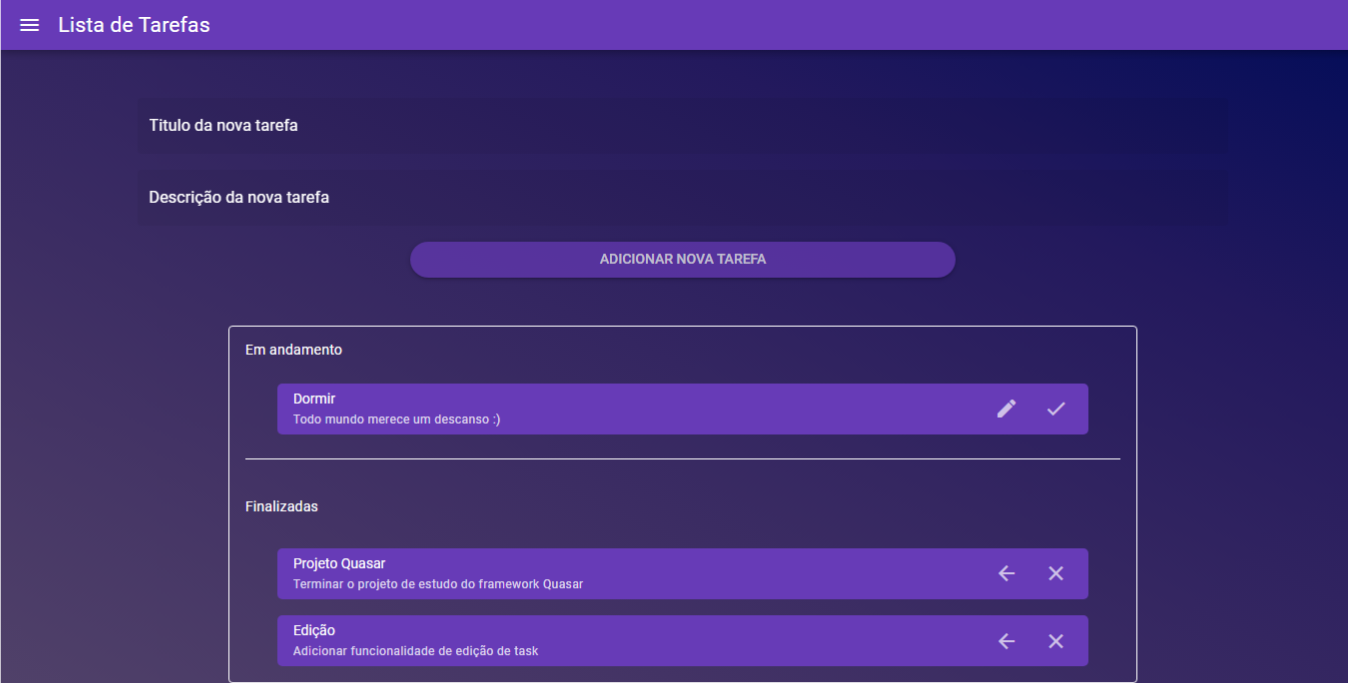 Lista de Tarefas
Titulo da nova tarefa
Descrição da nova tarefa
ADICIONAR NOVA TAREFA
Em andamento
Dormir
Todo mundo merece um descanso :)
Finalizadas
Projeto Quasar
Terminar o projeto de estudo do framework Quasar
Edição
Adicionar funcionalidade de edição de task